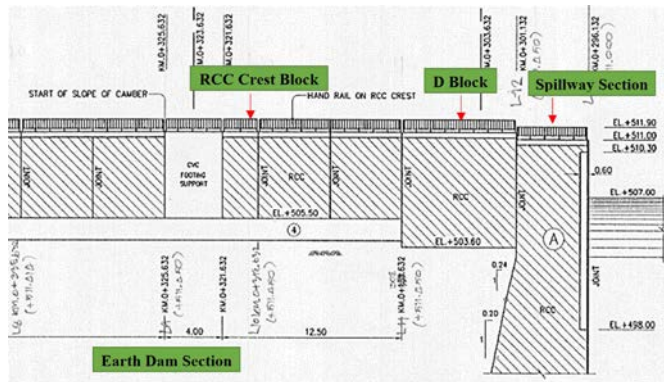 KM.0+325.632
KM.0+323.632
KM.0+321.632
KM.0+303.632
KM.0+301.132
KM.0+296.132
RCC Crest Block
D Block
Spillway Section
START OF SLOPE OF CAMBER
HAND RAIL ON RCC CREST
EL.+511.90
EL.+511.00
EL.+510.30
JOINT
JOINT
CVC
FOOTING
SUPPORT
JOINT
RCC
JOINT
RCC
JOINT
A
0.60
EL.+507.00
EL.+505.50
4
EL.+503.60
KM.0+325.632
KM.0+321.632
0.24
1
0.20
1
RCC
JOINT
EL.+498.00
4.00
12.50
Earth Dam Section